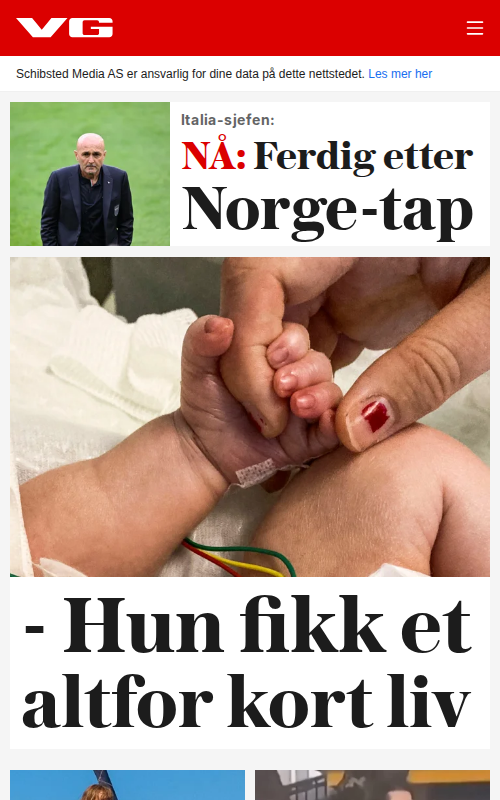 VG
Schibsted Media AS er ansvarlig for dine data på dette nettstedet. Les mer her
Italia-sjefen:
NÅ: Ferdig etter
Norge-tap
- Hun fikk et
altfor kort liv